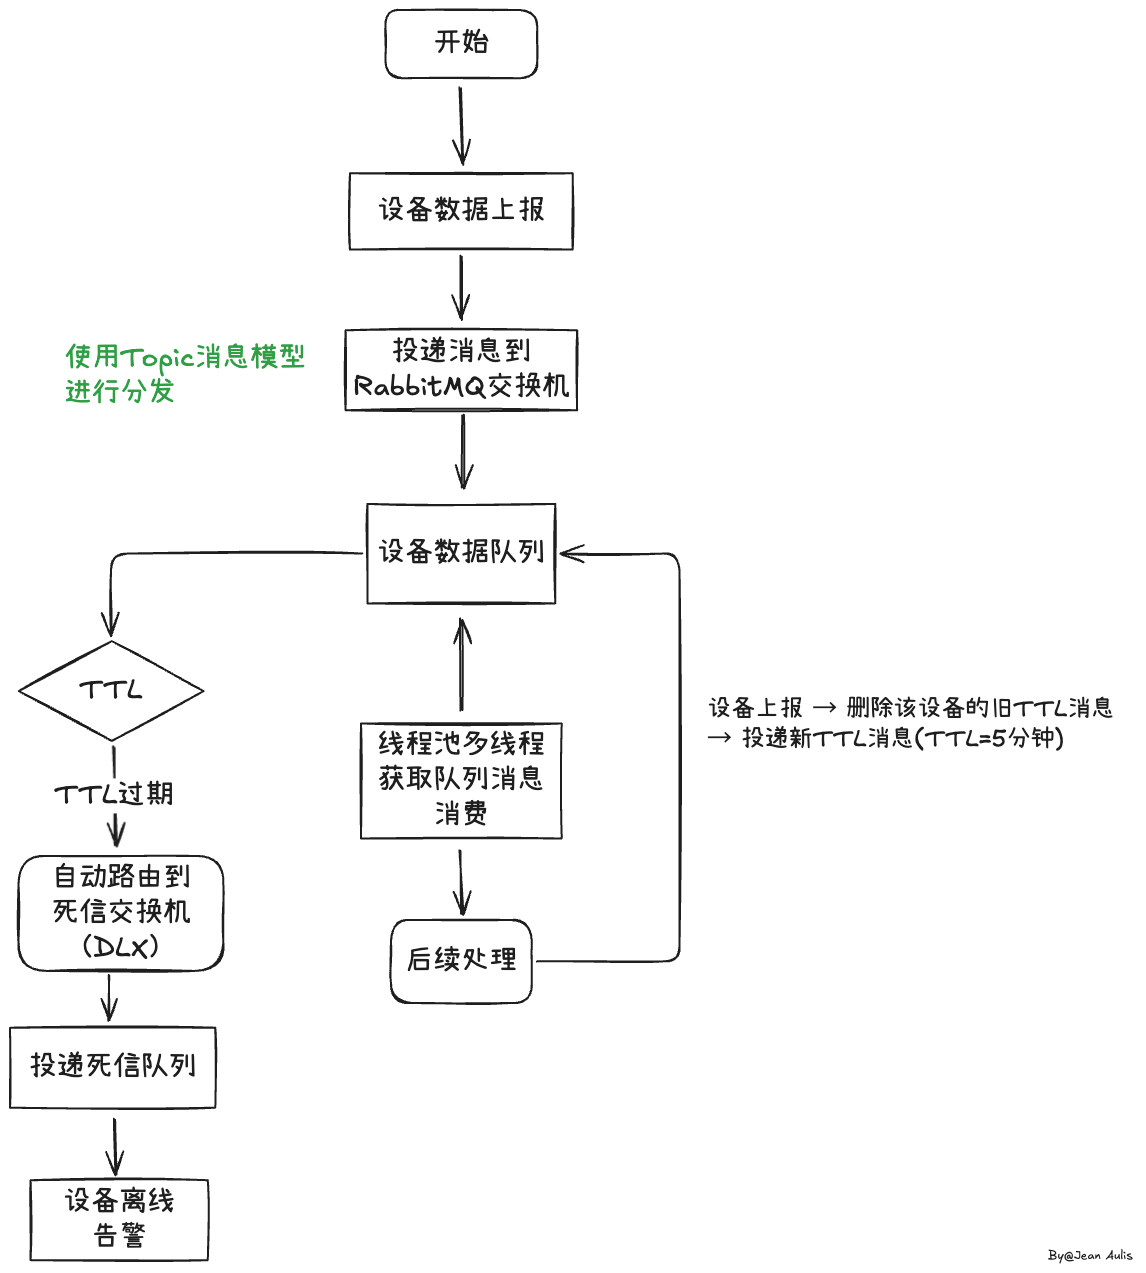 开始
设备数据上报
使用Topic消息模型
进行分发
投递消息到
RabbitMQ交换机
设备数据队列
TTL
设备上报 → 删除该设备的旧TTL消息
→ 投递新TTL消息(TTL=5分钟)
线程池多线程
获取队列消息
消费
TTL过期
自动路由到
死信交换机
(DLX)
后续处理
投递死信队列
设备离线
告警
By@Jean Aulis